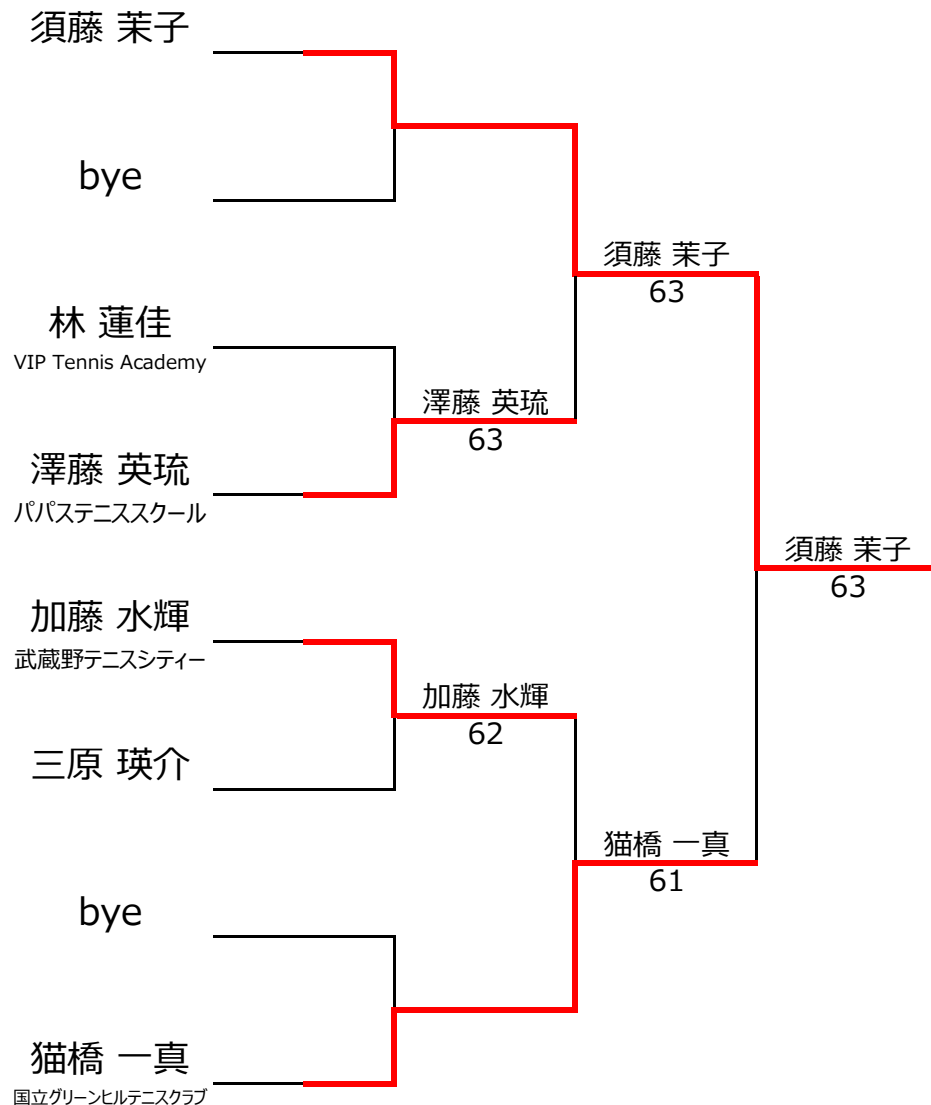 須藤 茉子
bye
林 蓮佳
VIP Tennis Academy
澤藤 英琉
パパステニススクール
加藤 水輝
武蔵野テニスシティー
三原 瑛介
bye
猫橋 一真
国立グリーンヒルテニスクラブ
澤藤 英琉
63
加藤 水輝
62
須藤 茉子
63
猫橋 一真
61
須藤 茉子
63